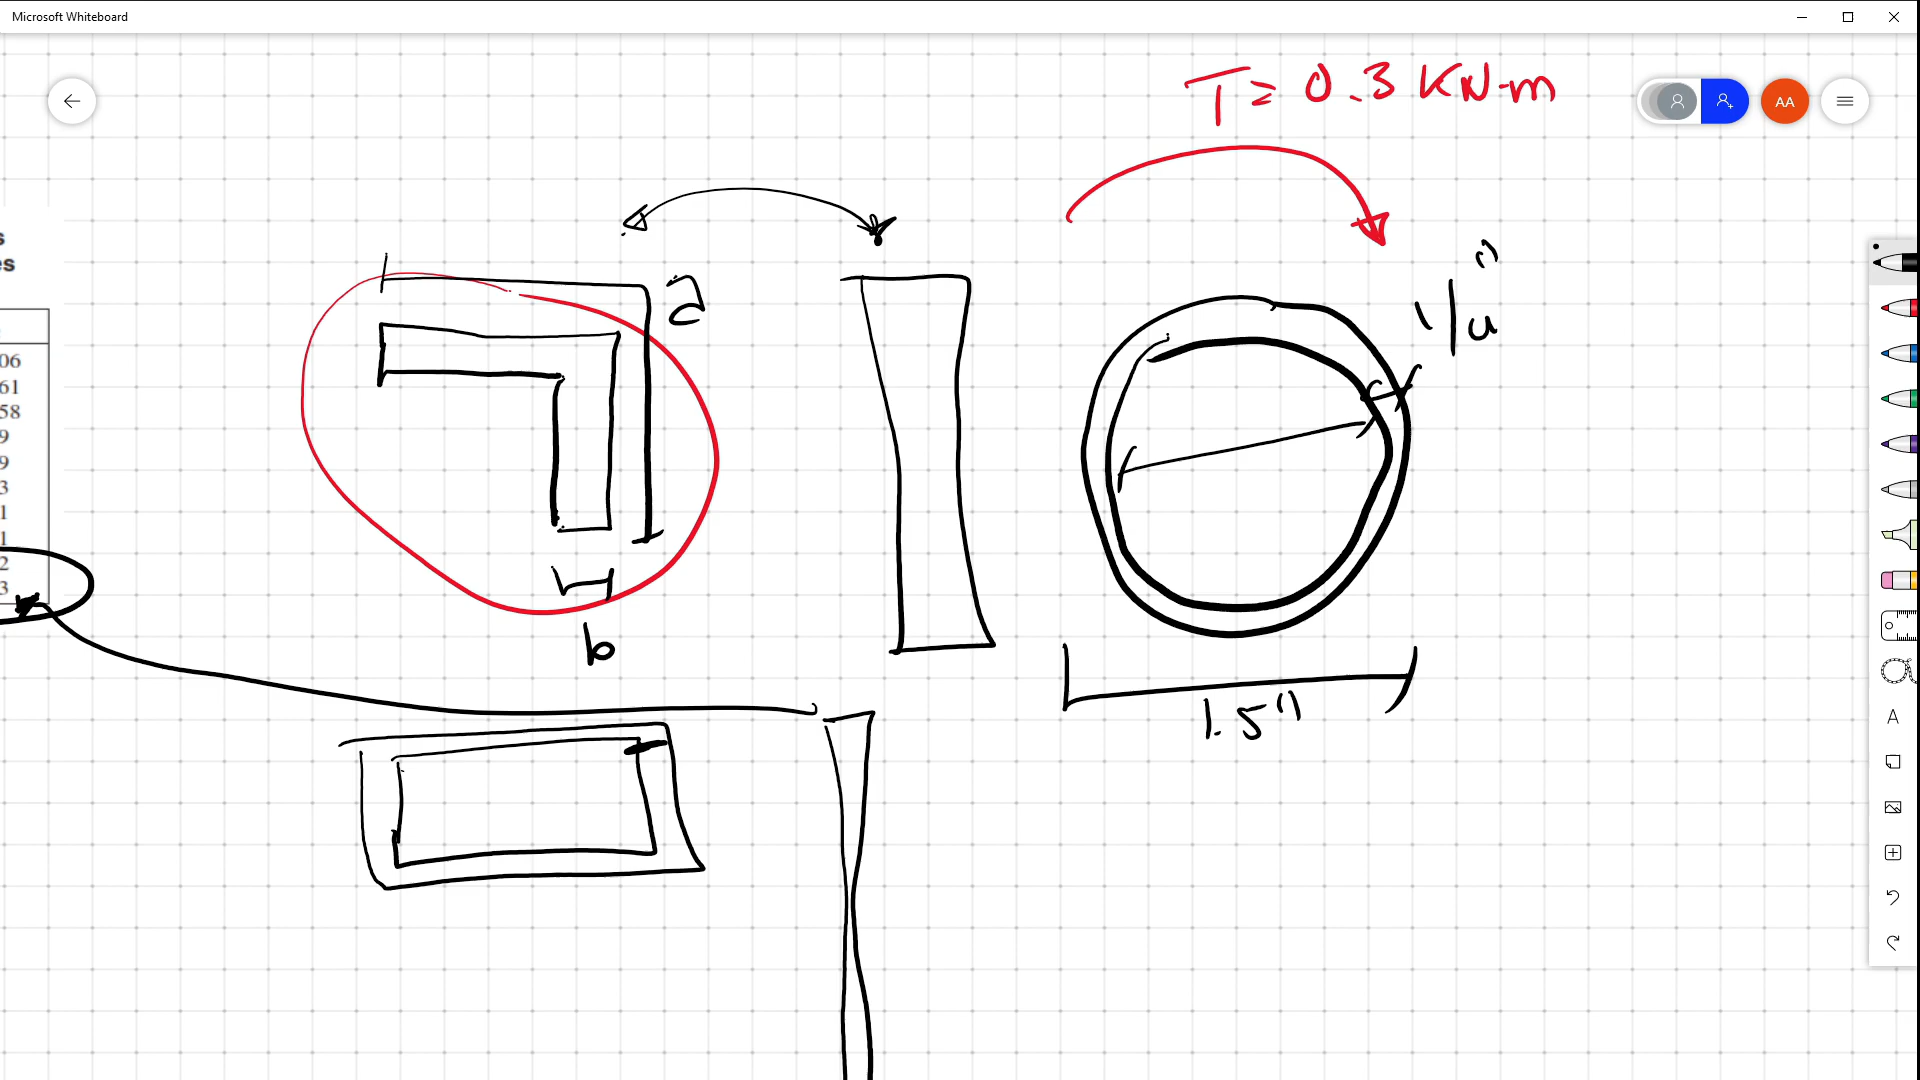 Microsoft Whiteboard
T = 0.3 KN·m
AA
s
es
06
61
58
9
9
3
1
1
2
3
a
b
1/4"
1.5"
A